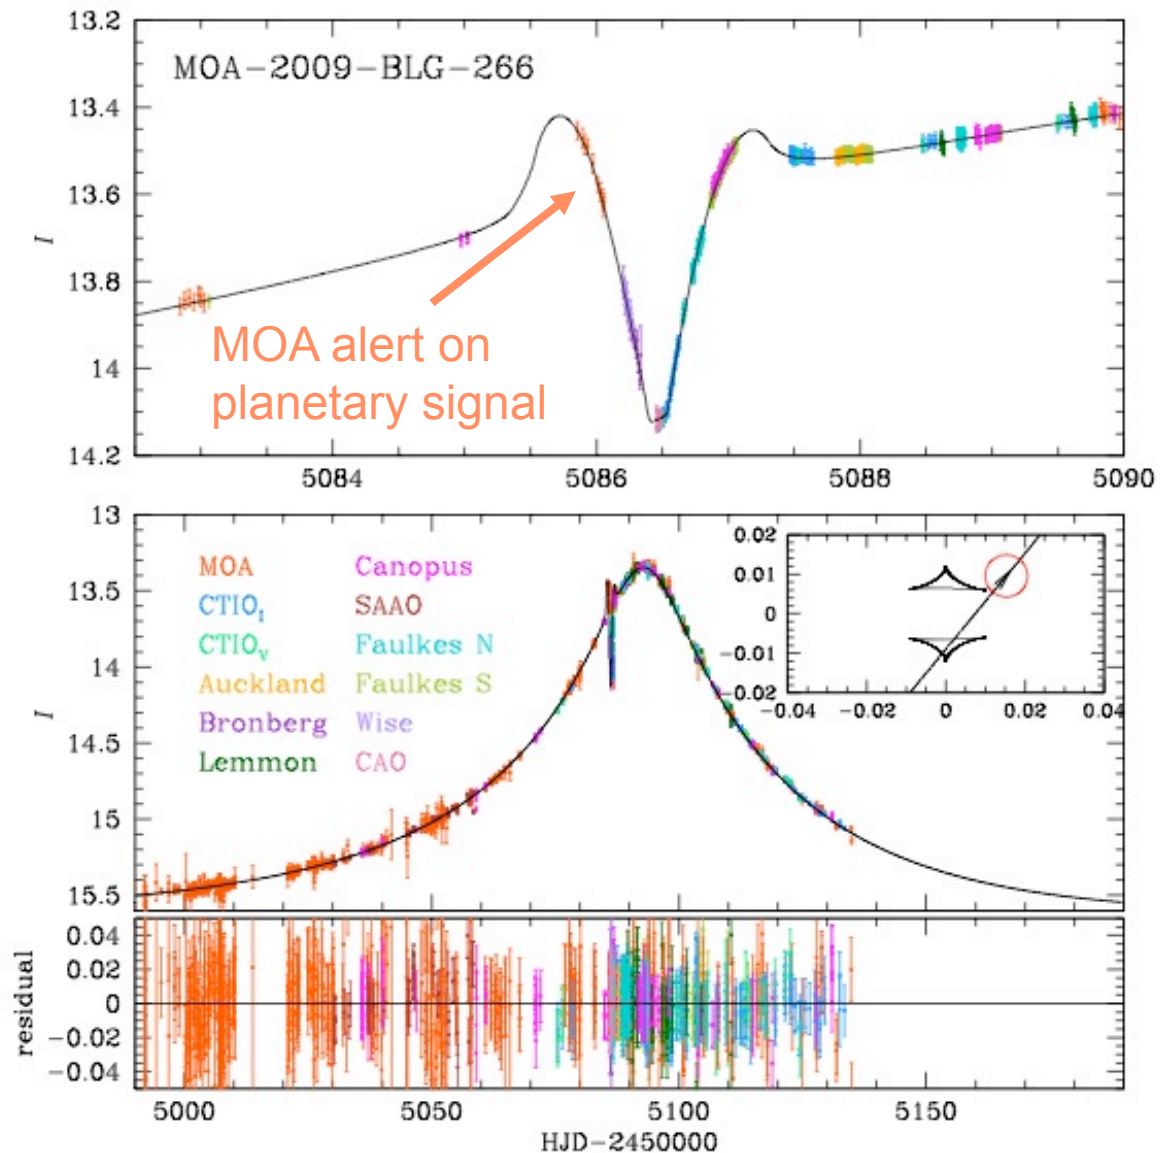 13.2
MOA-2009-BLG-266
13.4
13.6
I
13.8
MOA alert on
planetary signal
14
14.2
5084 5086 5088 5090
13
MOA Canopus
CTIO_I SAAO
CTIO_V Faulkes N
Auckland Faulkes S
Bronberg Wise
Lemmon CAO
0.02
0.01
0
-0.01
-0.02
-0.04 -0.02 0 0.02 0.04
13.5
14
I
14.5
15
15.5
0.04
0.02
residual
0
-0.02
-0.04
5000 5050 5100 5150
HJD-2450000